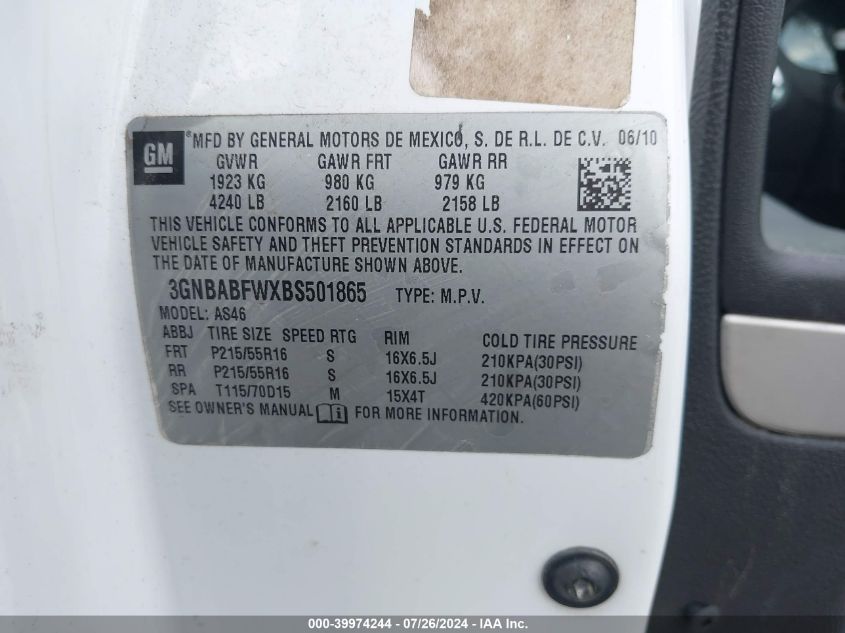 GM
®MFD BY GENERAL MOTORS DE MEXICO, S. DE R.L. DE C.V. 06/10
GVWR GAWR FRT GAWR RR
1923 KG 980 KG 979 KG
4240 LB 2160 LB 2158 LB
THIS VEHICLE CONFORMS TO ALL APPLICABLE U.S. FEDERAL MOTOR
VEHICLE SAFETY AND THEFT PREVENTION STANDARDS IN EFFECT ON
THE DATE OF MANUFACTURE SHOWN ABOVE.
3GNBABFWXBS501865 TYPE: M.P.V.
MODEL: AS46
ABBJ TIRE SIZE SPEED RTG RIM COLD TIRE PRESSURE
FRT P215/55R16 S 16X6.5J 210KPA(30PSI)
RR P215/55R16 S 16X6.5J 210KPA(30PSI)
SPA T115/70D15 M 15X4T 420KPA(60PSI)
SEE OWNER'S MANUAL FOR MORE INFORMATION.
000-39974244 - 07/26/2024 - IAA Inc.